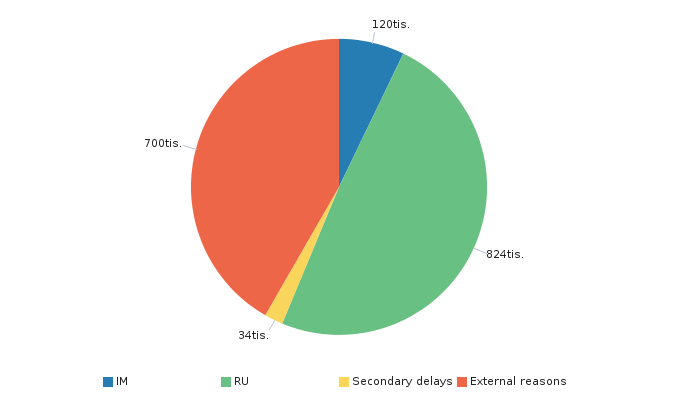 120tis.
700tis.
824tis.
34tis.
IM RU Secondary delays External reasons